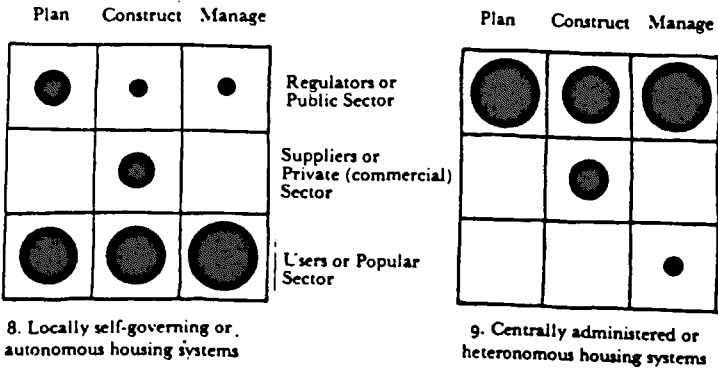 Plan Construct Manage
Plan Construct Manage
Regulators or
Public Sector
Suppliers or
Private (commercial)
Sector
Users or Popular
Sector
8. Locally self-governing or
autonomous housing systems
9. Centrally administered or
heteronomous housing systems